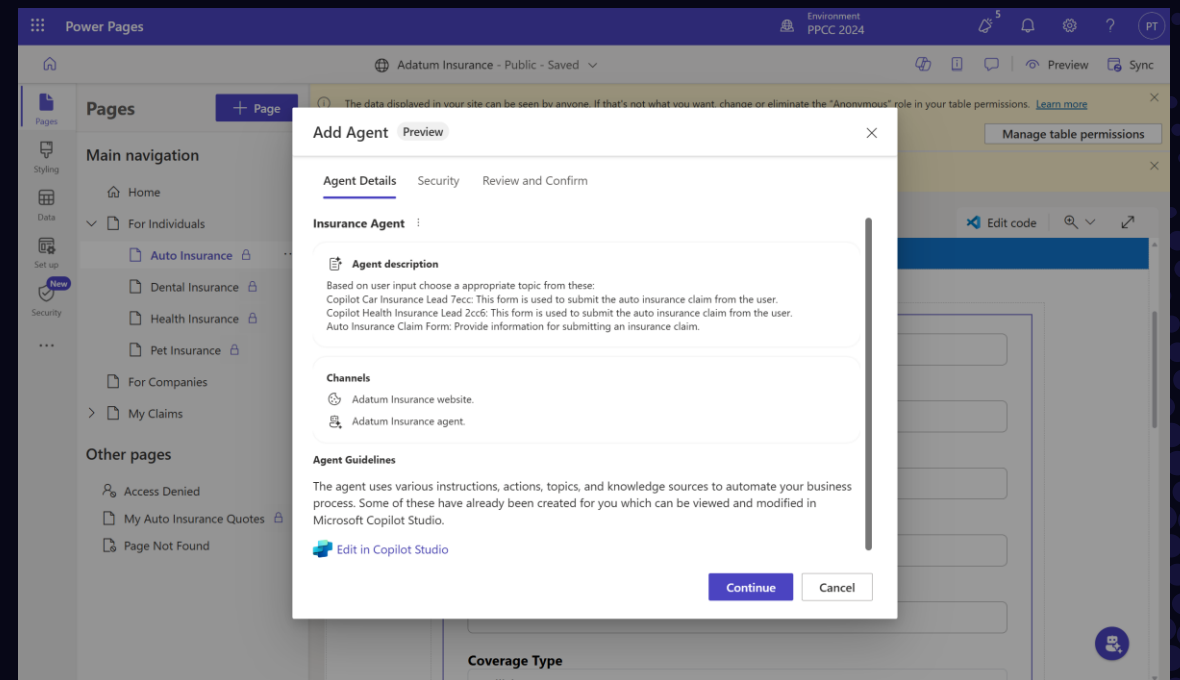 Power Pages
Environment
PPCC 2024
5
?
PT
Adatum Insurance - Public - Saved
Preview
Sync
Pages
Styling
Data
Set up
New
Security
Pages
+ Page
Main navigation
Home
For Individuals
Auto Insurance
Dental Insurance
Health Insurance
Pet Insurance
For Companies
My Claims
Other pages
Access Denied
My Auto Insurance Quotes
Page Not Found
The data displayed in your site can be seen by anyone. If that's not what you want, change or eliminate the "Anonymous" role in your table permissions. Learn more
Manage table permissions
Edit code
Add Agent Preview
Agent Details Security Review and Confirm
Insurance Agent
Agent description
Based on user input choose a appropriate topic from these:
Copilot Car Insurance Lead 7ecc: This form is used to submit the auto insurance claim from the user.
Copilot Health Insurance Lead 2cc6: This form is used to submit the auto insurance claim from the user.
Auto Insurance Claim Form: Provide information for submitting an insurance claim.
Channels
Adatum Insurance website.
Adatum Insurance agent.
Agent Guidelines
The agent uses various instructions, actions, topics, and knowledge sources to automate your business
process. Some of these have already been created for you which can be viewed and modified in
Microsoft Copilot Studio.
Edit in Copilot Studio
Continue Cancel
Coverage Type